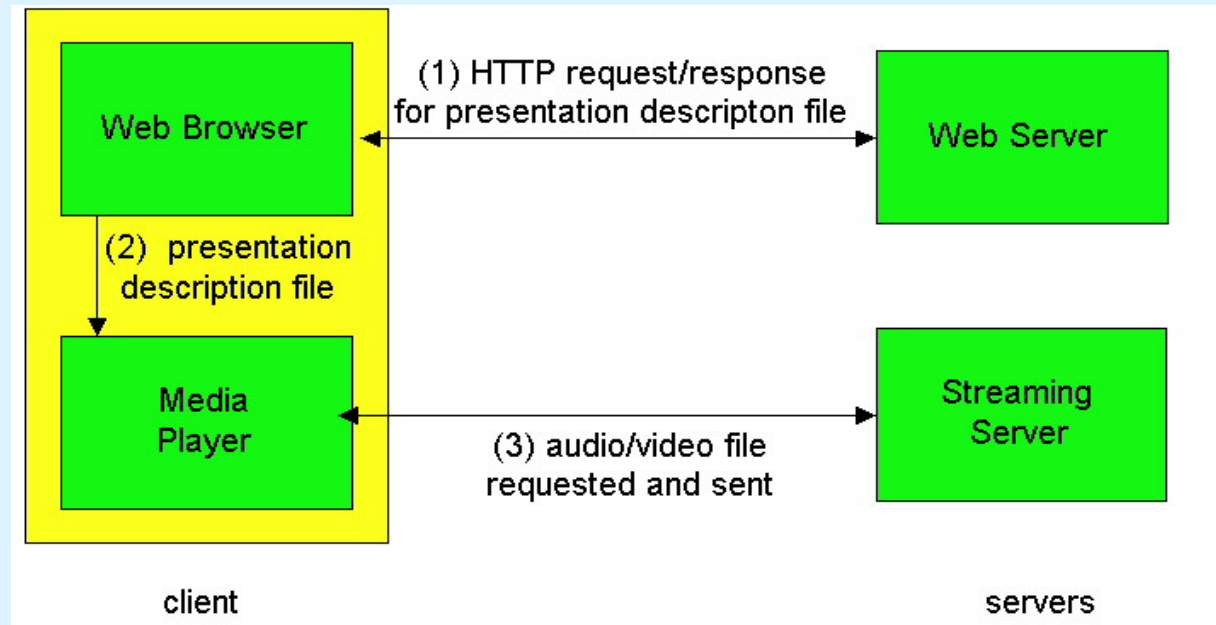 Web Browser
(1) HTTP request/response
for presentation descripton file
Web Server
(2) presentation
description file
Media
Player
(3) audio/video file
requested and sent
Streaming
Server
client
servers